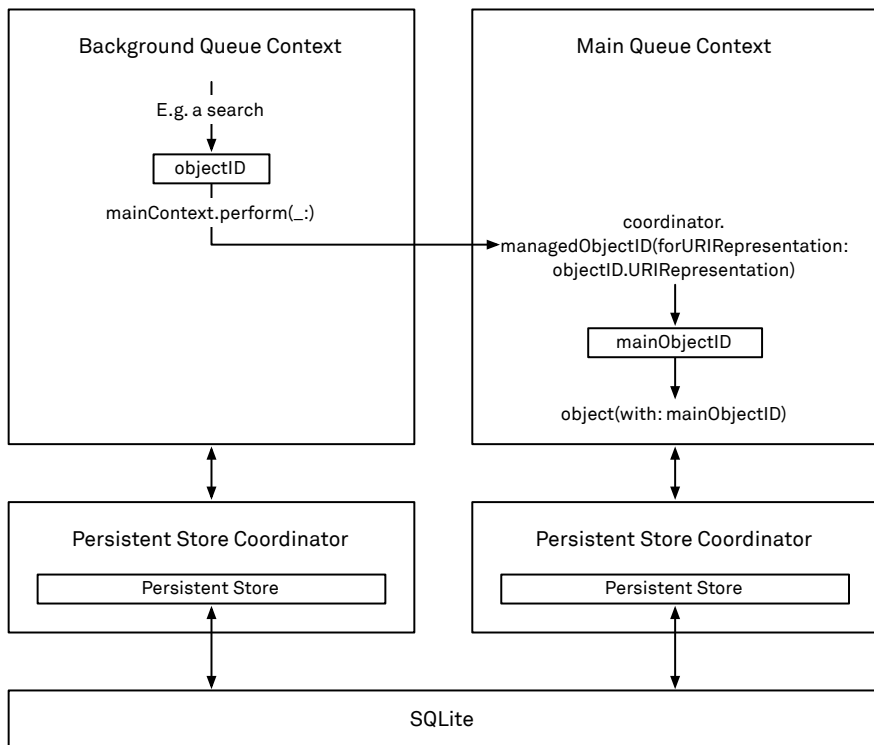 Background Queue Context
E.g. a search
objectID
mainContext.perform(_:)
Main Queue Context
coordinator.
managedObjectID(forURIRepresentation:
objectID.URIRepresentation)
mainObjectID
object(with: mainObjectID)
Persistent Store Coordinator
Persistent Store
Persistent Store Coordinator
Persistent Store
SQLite